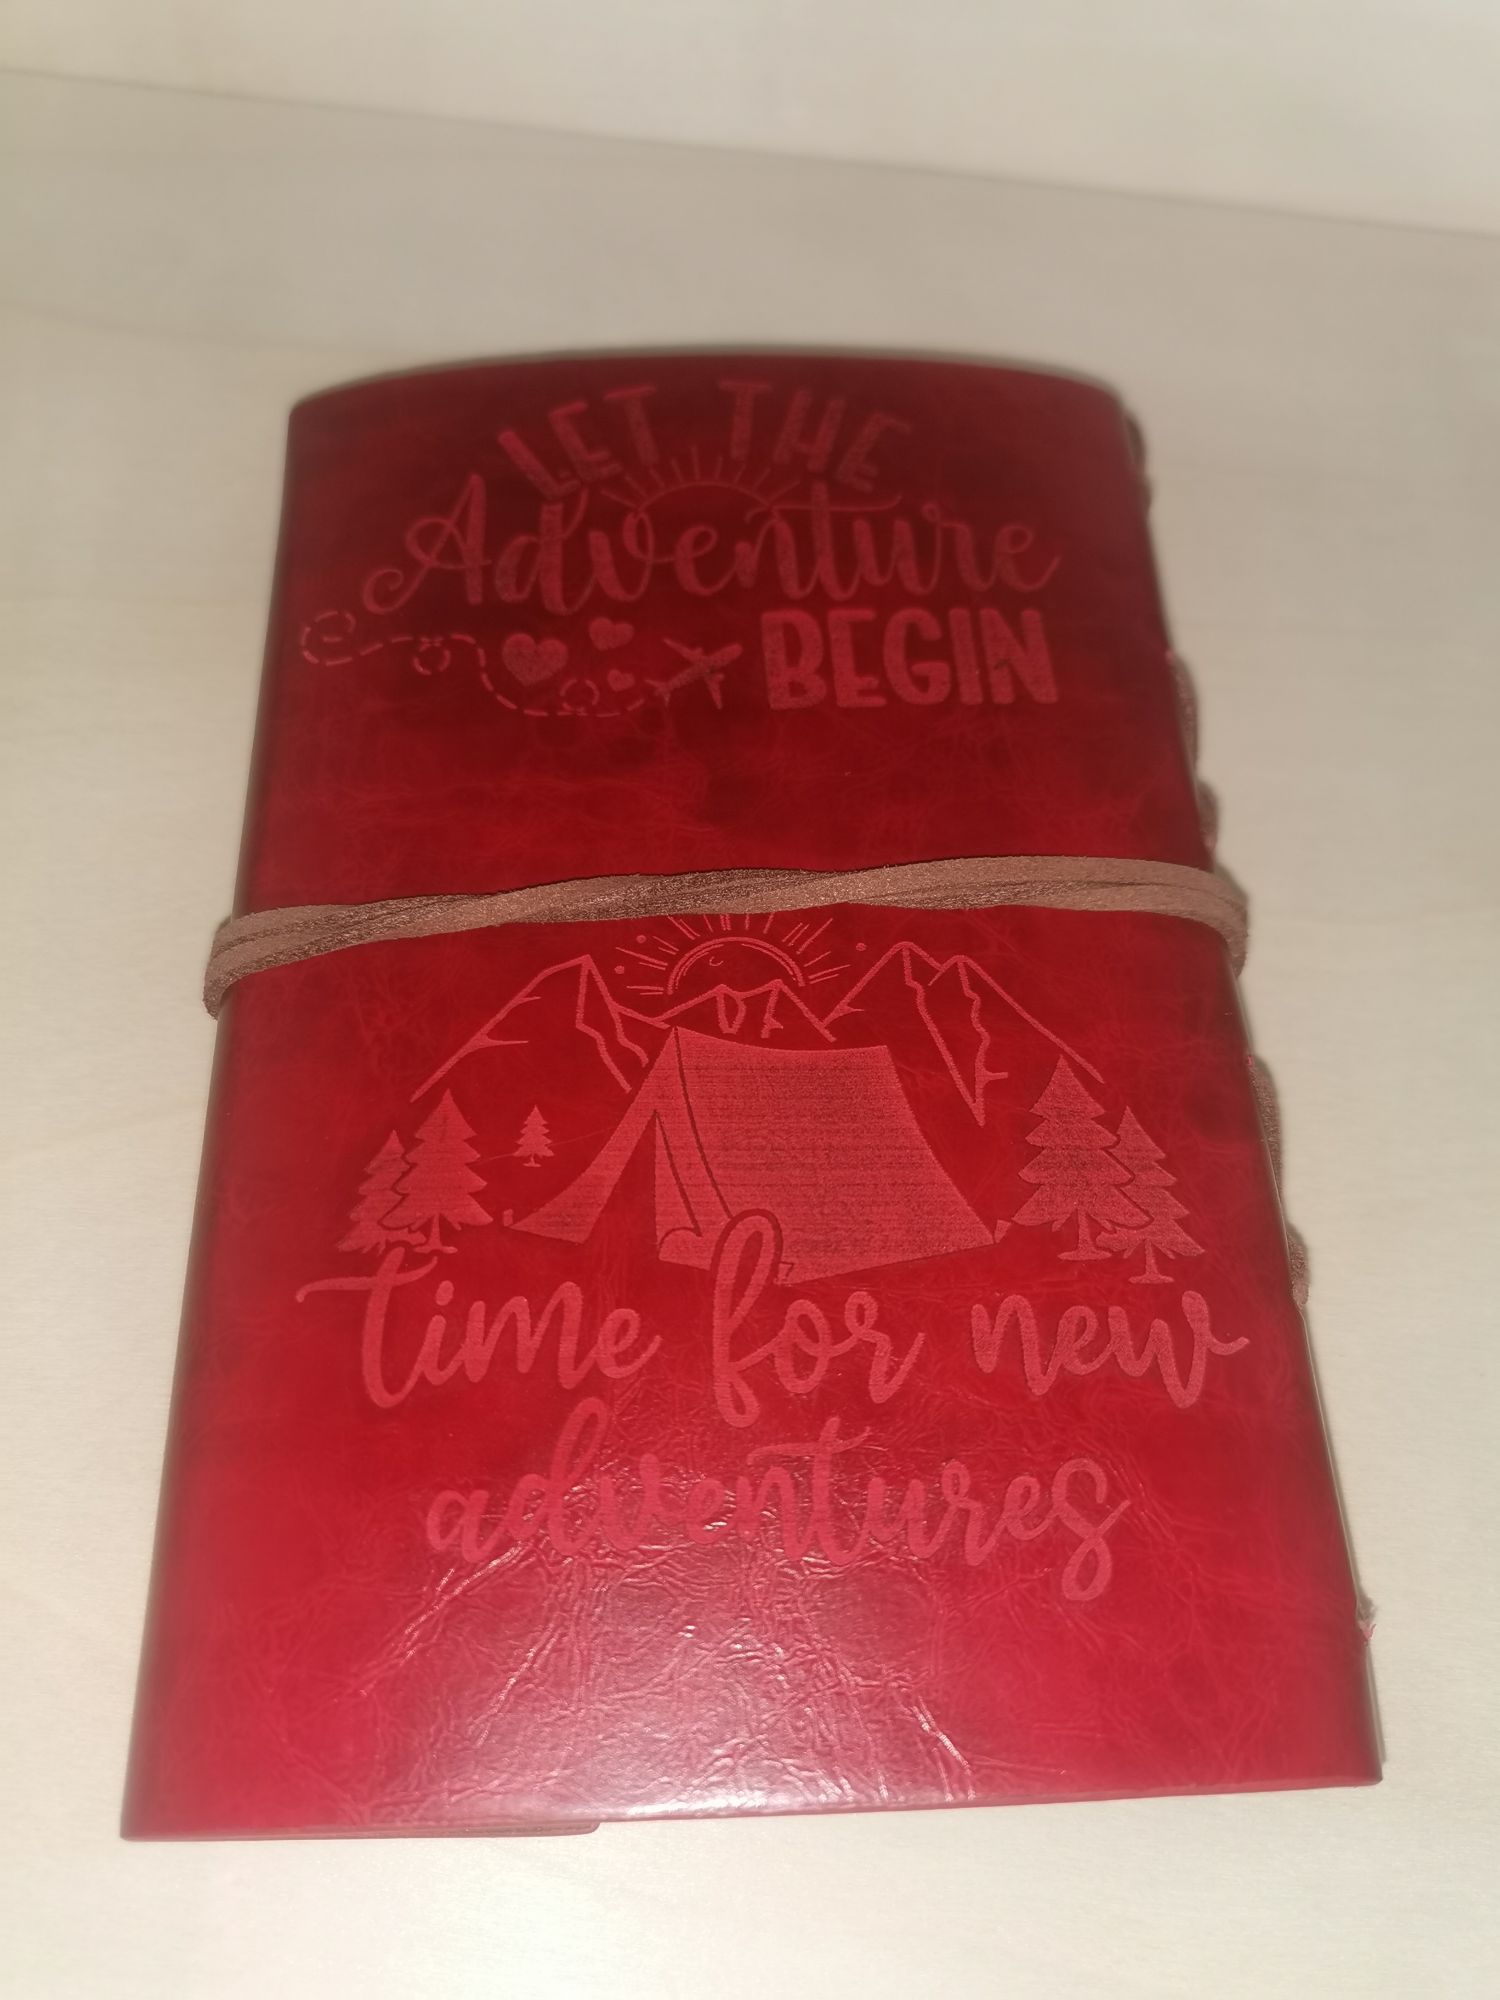 LET THE
Adventure
BEGIN
time for new
adventures